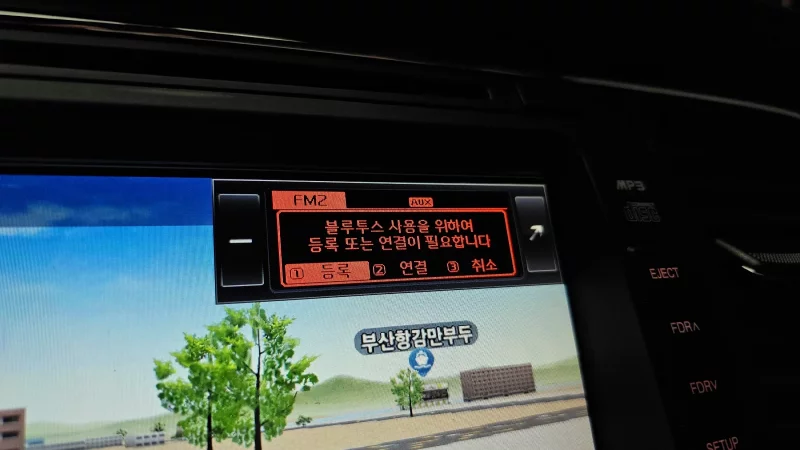 FM2 AUX
블루투스 사용을 위하여
등록 또는 연결이 필요합니다
1 등록 2 연결 3 취소
부산항감만부두
MP3
disc
EJECT
FDR∧
FDR∨
SETUP